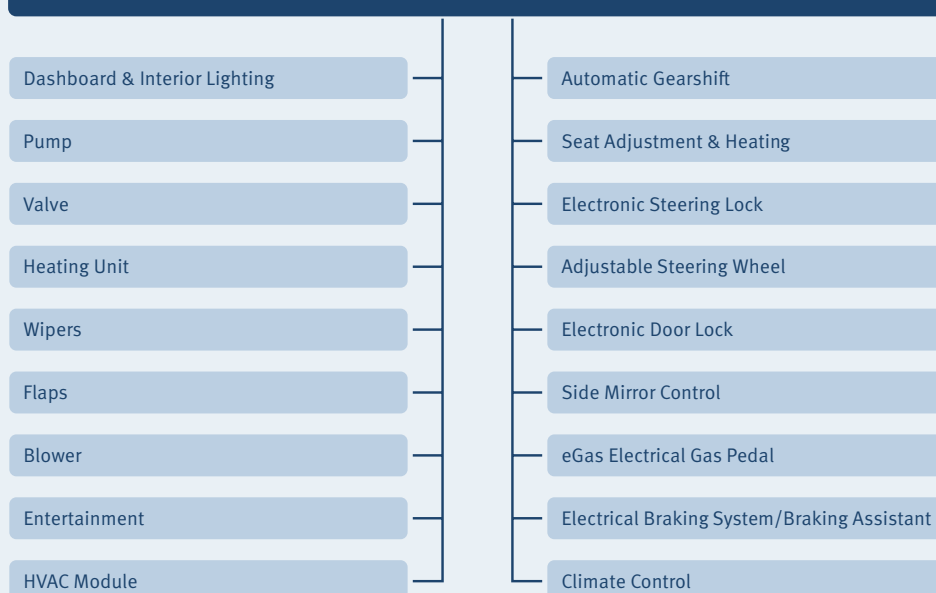 Dashboard & Interior Lighting
Pump
Valve
Heating Unit
Wipers
Flaps
Blower
Entertainment
HVAC Module
Automatic Gearshift
Seat Adjustment & Heating
Electronic Steering Lock
Adjustable Steering Wheel
Electronic Door Lock
Side Mirror Control
eGas Electrical Gas Pedal
Electrical Braking System/Braking Assistant
Climate Control